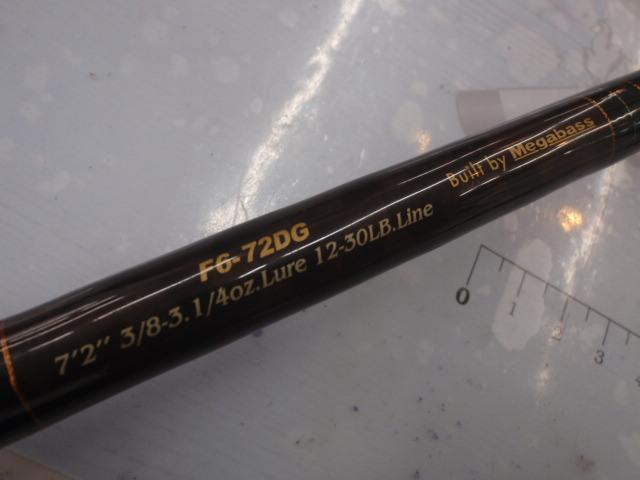 F6-72DG
7'2" 3/8-3.1/4oz.Lure 12-30LB.Line
Built by Megabass
0 1 2 3 4